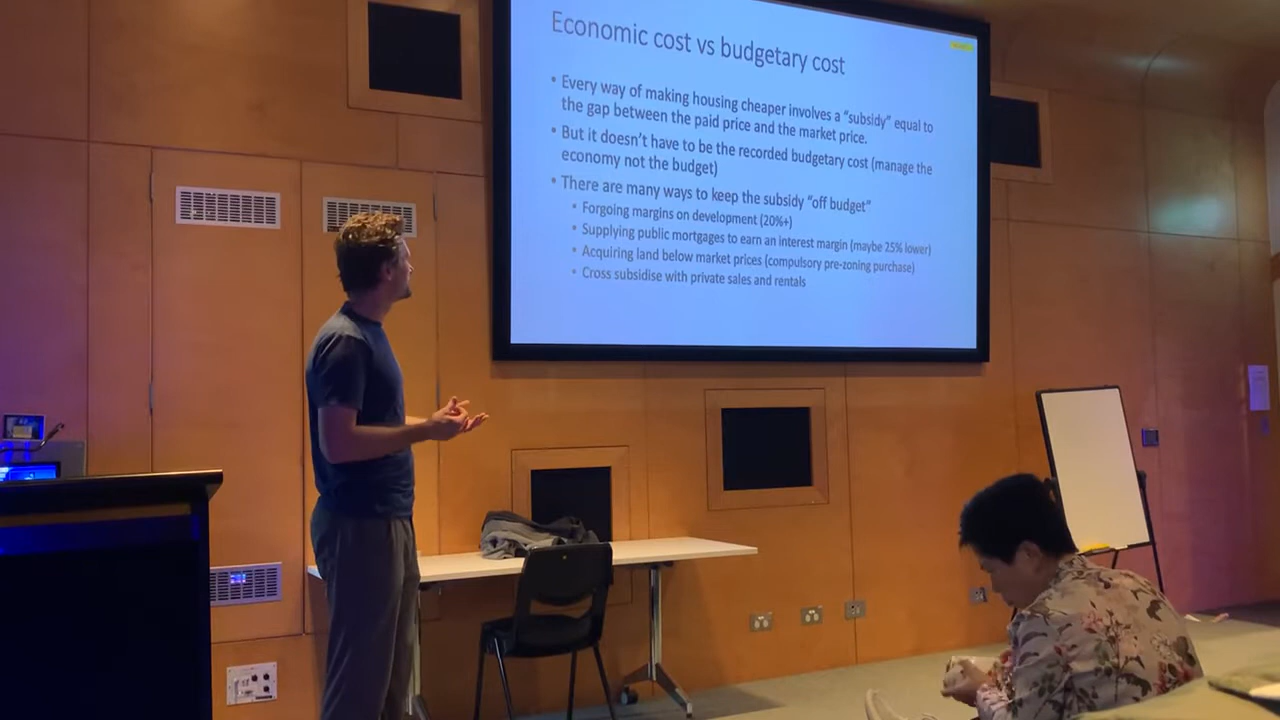 Economic cost vs budgetary cost
• Every way of making housing cheaper involves a “subsidy” equal to
the gap between the paid price and the market price.
• But it doesn’t have to be the recorded budgetary cost (manage the
economy not the budget)
• There are many ways to keep the subsidy “off budget”
• Forgoing margins on development (20%+)
• Supplying public mortgages to earn an interest margin (maybe 25% lower)
• Acquiring land below market prices (compulsory pre-zoning purchase)
• Cross subsidise with private sales and rentals